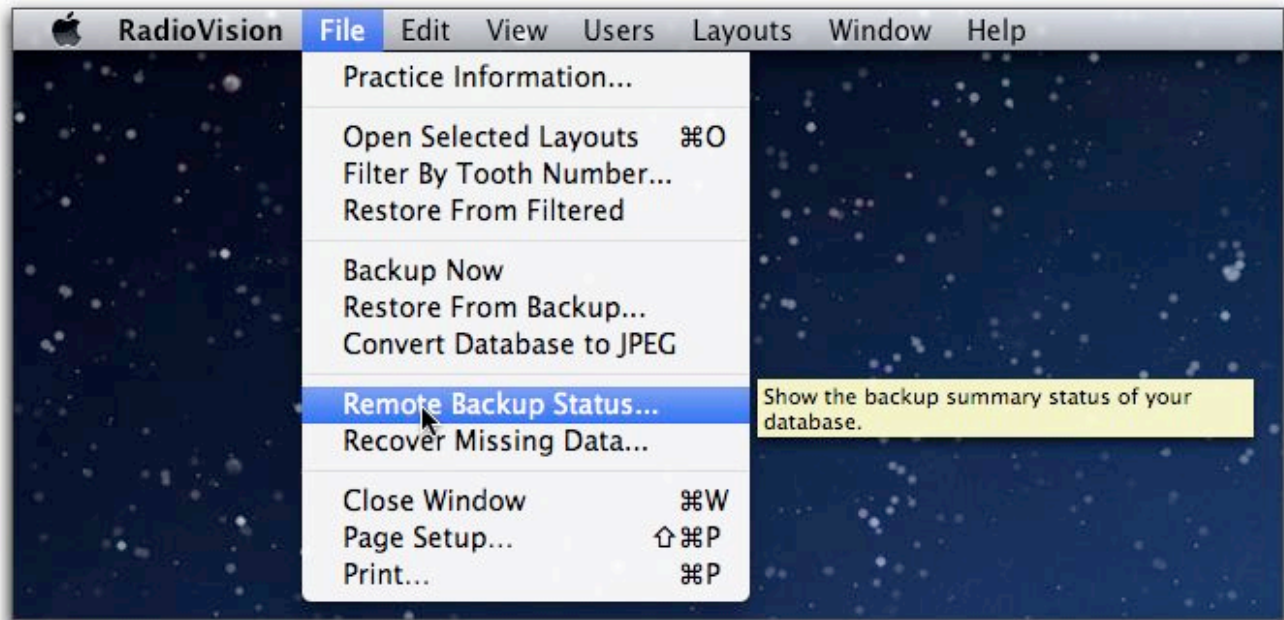 RadioVision File Edit View Users Layouts Window Help
Practice Information...
Open Selected Layouts ⌘O
Filter By Tooth Number...
Restore From Filtered
Backup Now
Restore From Backup...
Convert Database to JPEG
Remote Backup Status...
Show the backup summary status of your
database.
Recover Missing Data...
Close Window ⌘W
Page Setup... ⇧⌘P
Print... ⌘P